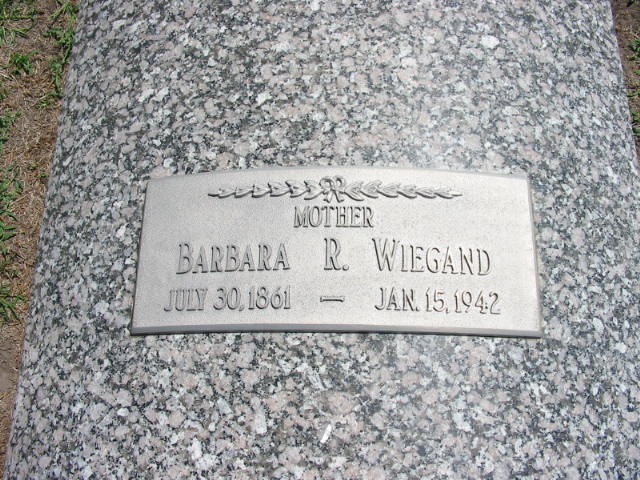 MOTHER
BARBARA R. WIEGAND
JULY 30, 1861 — JAN. 15, 1942